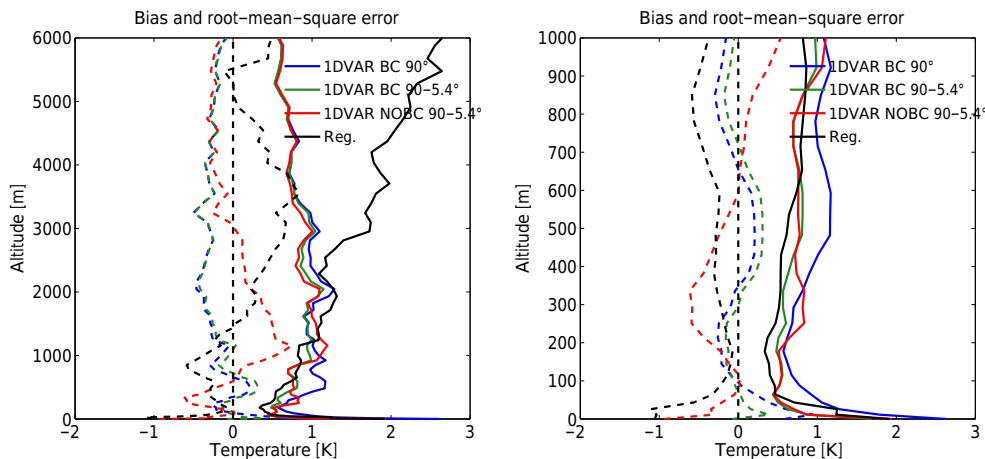 Bias and root−mean−square error
6000
5000
4000
3000
2000
1000
0
−2
−1
0
1
2
3
Altitude [m]
Temperature [K]
1DVAR BC 90°
1DVAR BC 90−5.4°
1DVAR NOBC 90−5.4°
Reg.
Bias and root−mean−square error
1000
900
800
700
600
500
400
300
200
100
0
−2
−1
0
1
2
3
Altitude [m]
Temperature [K]
1DVAR BC 90°
1DVAR BC 90−5.4°
1DVAR NOBC 90−5.4°
Reg.